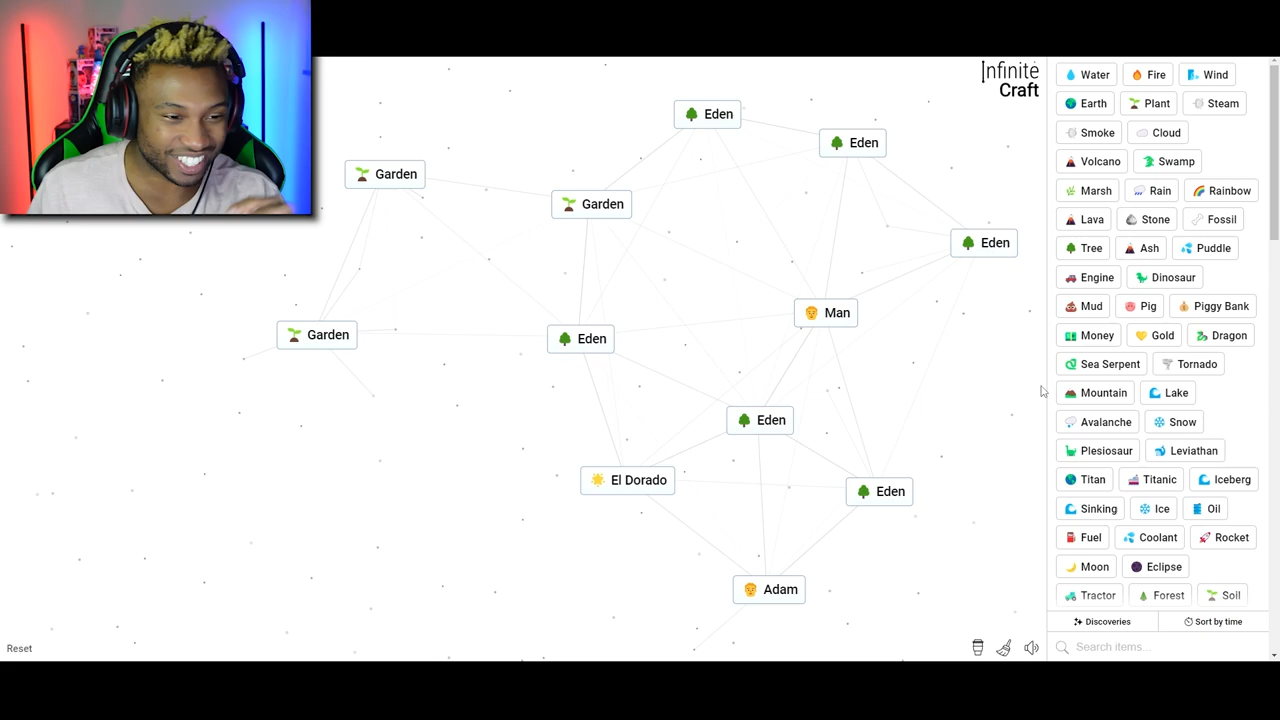 Infinite
Craft
Eden
Eden
Garden
Garden
Eden
Man
Garden
Eden
Eden
El Dorado
Eden
Adam
Reset
Water Fire Wind
Earth Plant Steam
Smoke Cloud
Volcano Swamp
Marsh Rain Rainbow
Lava Stone Fossil
Tree Ash Puddle
Engine Dinosaur
Mud Pig Piggy Bank
Money Gold Dragon
Sea Serpent Tornado
Mountain Lake
Avalanche Snow
Plesiosaur Leviathan
Titan Titanic Iceberg
Sinking Ice Oil
Fuel Coolant Rocket
Moon Eclipse
Tractor Forest Soil
Discoveries Sort by time
Search items...